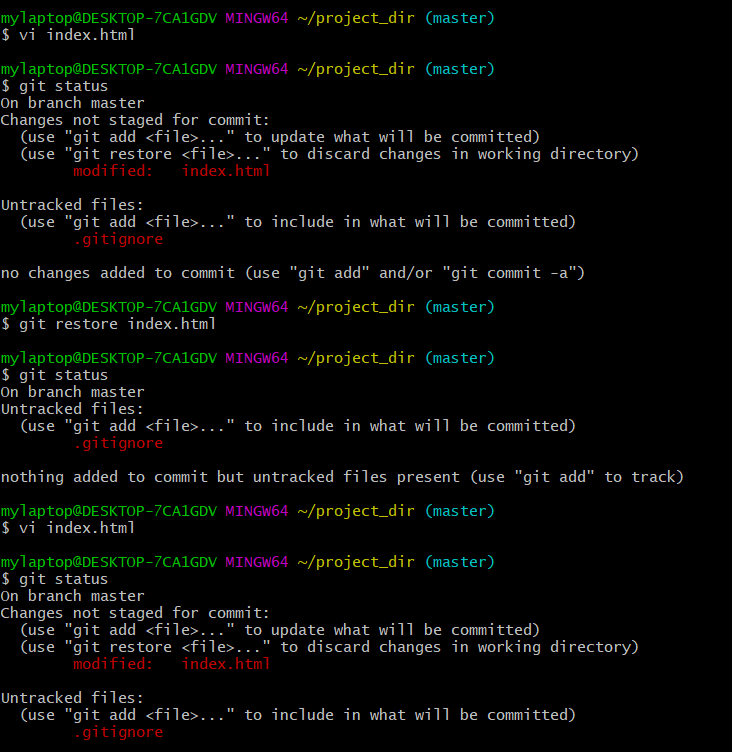 mylaptop@DESKTOP-7CA1GDV MINGW64 ~/project_dir (master)
$ vi index.html
mylaptop@DESKTOP-7CA1GDV MINGW64 ~/project_dir (master)
$ git status
On branch master
Changes not staged for commit:
  (use "git add <file>..." to update what will be committed)
  (use "git restore <file>..." to discard changes in working directory)
        modified:   index.html
Untracked files:
  (use "git add <file>..." to include in what will be committed)
        .gitignore
no changes added to commit (use "git add" and/or "git commit -a")
mylaptop@DESKTOP-7CA1GDV MINGW64 ~/project_dir (master)
$ git restore index.html
mylaptop@DESKTOP-7CA1GDV MINGW64 ~/project_dir (master)
$ git status
On branch master
Untracked files:
  (use "git add <file>..." to include in what will be committed)
        .gitignore
nothing added to commit but untracked files present (use "git add" to track)
mylaptop@DESKTOP-7CA1GDV MINGW64 ~/project_dir (master)
$ vi index.html
mylaptop@DESKTOP-7CA1GDV MINGW64 ~/project_dir (master)
$ git status
On branch master
Changes not staged for commit:
  (use "git add <file>..." to update what will be committed)
  (use "git restore <file>..." to discard changes in working directory)
        modified:   index.html
Untracked files:
  (use "git add <file>..." to include in what will be committed)
        .gitignore